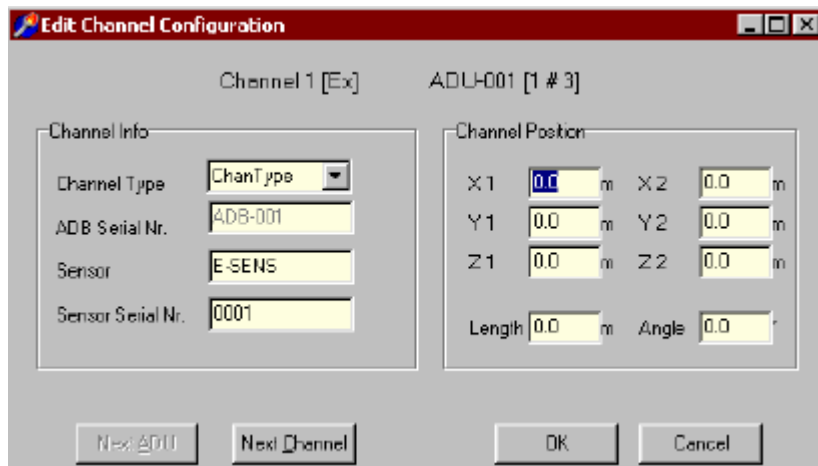 Edit Channel Configuration
Channel 1 [Ex] ADU-001 [1 # 3]
Channel Info
Channel Type ChanType
ADB Serial Nr. ADB-001
Sensor E-SENS
Sensor Serial Nr. 0001
Channel Position
X1 0.0 m X2 0.0 m
Y1 0.0 m Y2 0.0 m
Z1 0.0 m Z2 0.0 m
Length 0.0 m Angle 0.0 °
Next ADU Next Channel OK Cancel